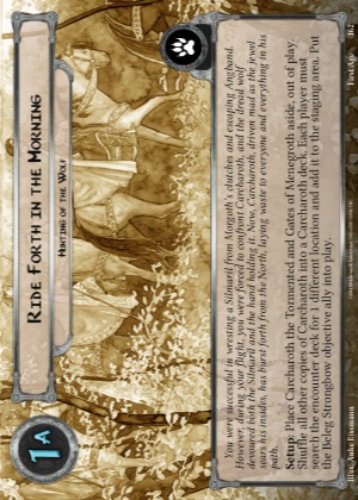 1A
Ride Forth in the Morning
Hunting of the Wolf
You were successful in wresting a Silmaril from Morgoth's clutches and escaping Angband.
However, during your flight, you were forced to confront Carcharoth, and the dread wolf
devoured both the Silmaril and the hand holding it. Now, Carcharoth, driven mad as the jewel
sears his insides, has burst forth from the North, laying waste to everyone and everything in his
path.
Setup: Place Carcharoth the Tormented and Gates of Menegroth aside, out of play.
Shuffle all other copies of Carcharoth into a Carcharoth deck. Each player must
search the encounter deck for 1 different location and add it to the staging area. Put
the Beleg Strongbow objective ally into play.
Illus. Anke Eissmann
First Age 162